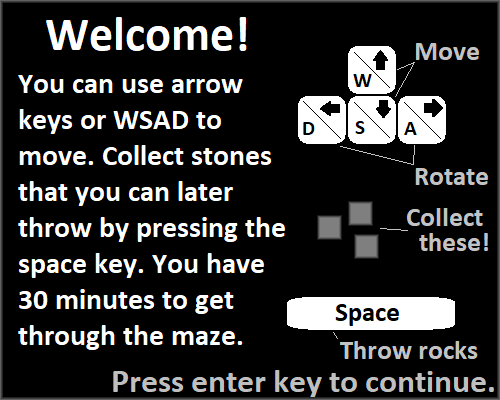 Welcome!
You can use arrow
keys or WSAD to
move. Collect stones
that you can later
throw by pressing the
space key. You have
30 minutes to get
through the maze.
Move
W
D
S
A
Rotate
Collect
these!
Space
Throw rocks
Press enter key to continue.